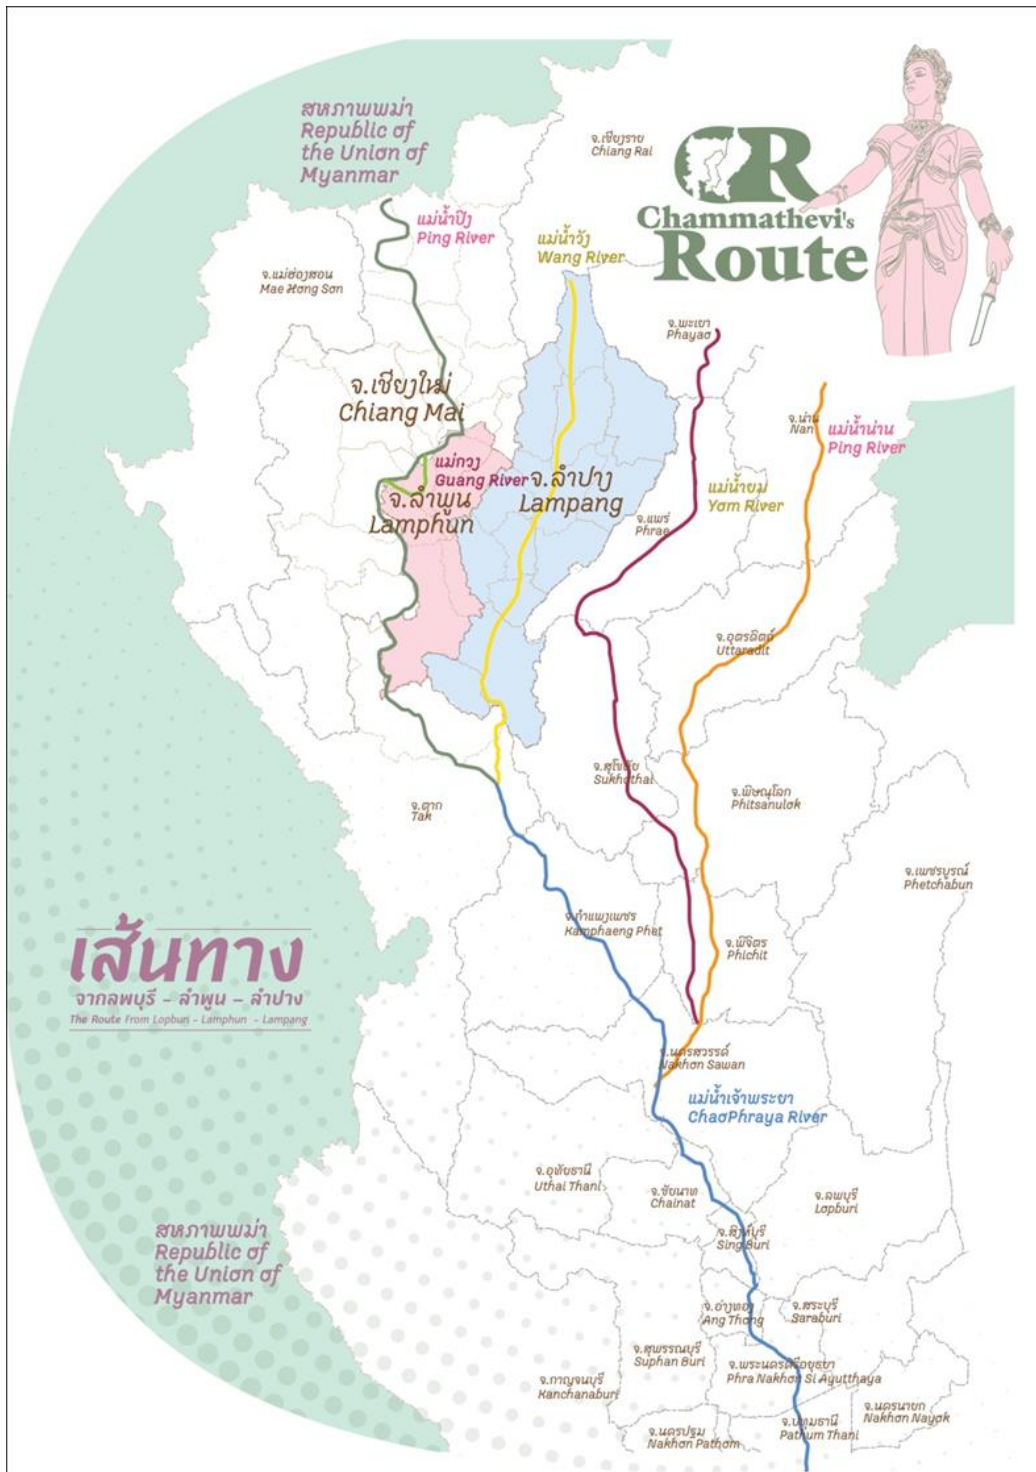 สหภาพพม่า
Republic of
the Union of
Myanmar
จ.เชียงราย
Chiang Rai
CR
Chammathevi's
Route
แม่น้ำปิง
Ping River
แม่น้ำวัง
Wang River
จ.แม่ฮ่องสอน
Mae Hong Son
จ.พะเยา
Phayao
จ.เชียงใหม่
Chiang Mai
จ.น่าน
Nan
แม่น้ำน่าน
Ping River
แม่กวง
Guang River
จ.ลำปาง
Lampang
จ.ลำพูน
Lamphun
แม่น้ำยม
Yom River
จ.แพร่
Phrae
จ.อุตรดิตถ์
Uttaradit
จ.สุโขทัย
Sukhothai
จ.พิษณุโลก
Phitsanulok
จ.ตาก
Tak
จ.เพชรบูรณ์
Phetchabun
จ.กำแพงเพชร
Kamphaeng Phet
จ.พิจิตร
Phichit
เส้นทาง
จากลพบุรี - ลำพูน - ลำปาง
The Route From Lopbun - Lamphun - Lampang
จ.นครสวรรค์
Nakhon Sawan
แม่น้ำเจ้าพระยา
ChaoPhraya River
จ.อุทัยธานี
Uthai Thani
จ.ชัยนาท
Chainat
จ.ลพบุรี
Lopburi
จ.สิงห์บุรี
Sing Buri
สหภาพพม่า
Republic of
the Union of
Myanmar
จ.อ่างทอง
Ang Thong
จ.สระบุรี
Saraburi
จ.สุพรรณบุรี
Suphan Buri
จ.พระนครศรีอยุธยา
Phra Nakhon Si Ayutthaya
จ.กาญจนบุรี
Kanchanaburi
จ.นครนายก
Nakhon Nayok
จ.ปทุมธานี
Pathum Thani
จ.นครปฐม
Nakhon Pathom